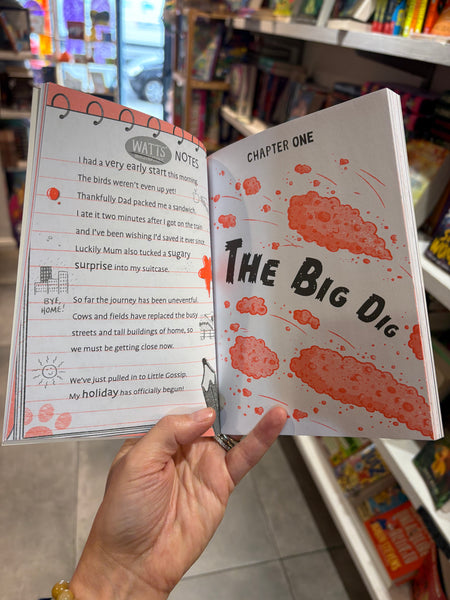 WATTS'
NOTES
I had a very early start this morning.
The birds weren't even up yet!
Thankfully Dad packed me a sandwich.
I ate it two minutes after I got on the train
and I've been wishing I'd saved it ever since.
Luckily Mum also tucked a sugary
surprise into my suitcase.
BYE,
HOME!
So far the journey has been uneventful.
Cows and fields have replaced the busy
streets and tall buildings of home, so
we must be getting close now.
We've just pulled in to Little Gossip.
My holiday has officially begun!
CHAPTER ONE
THE BIG DIG